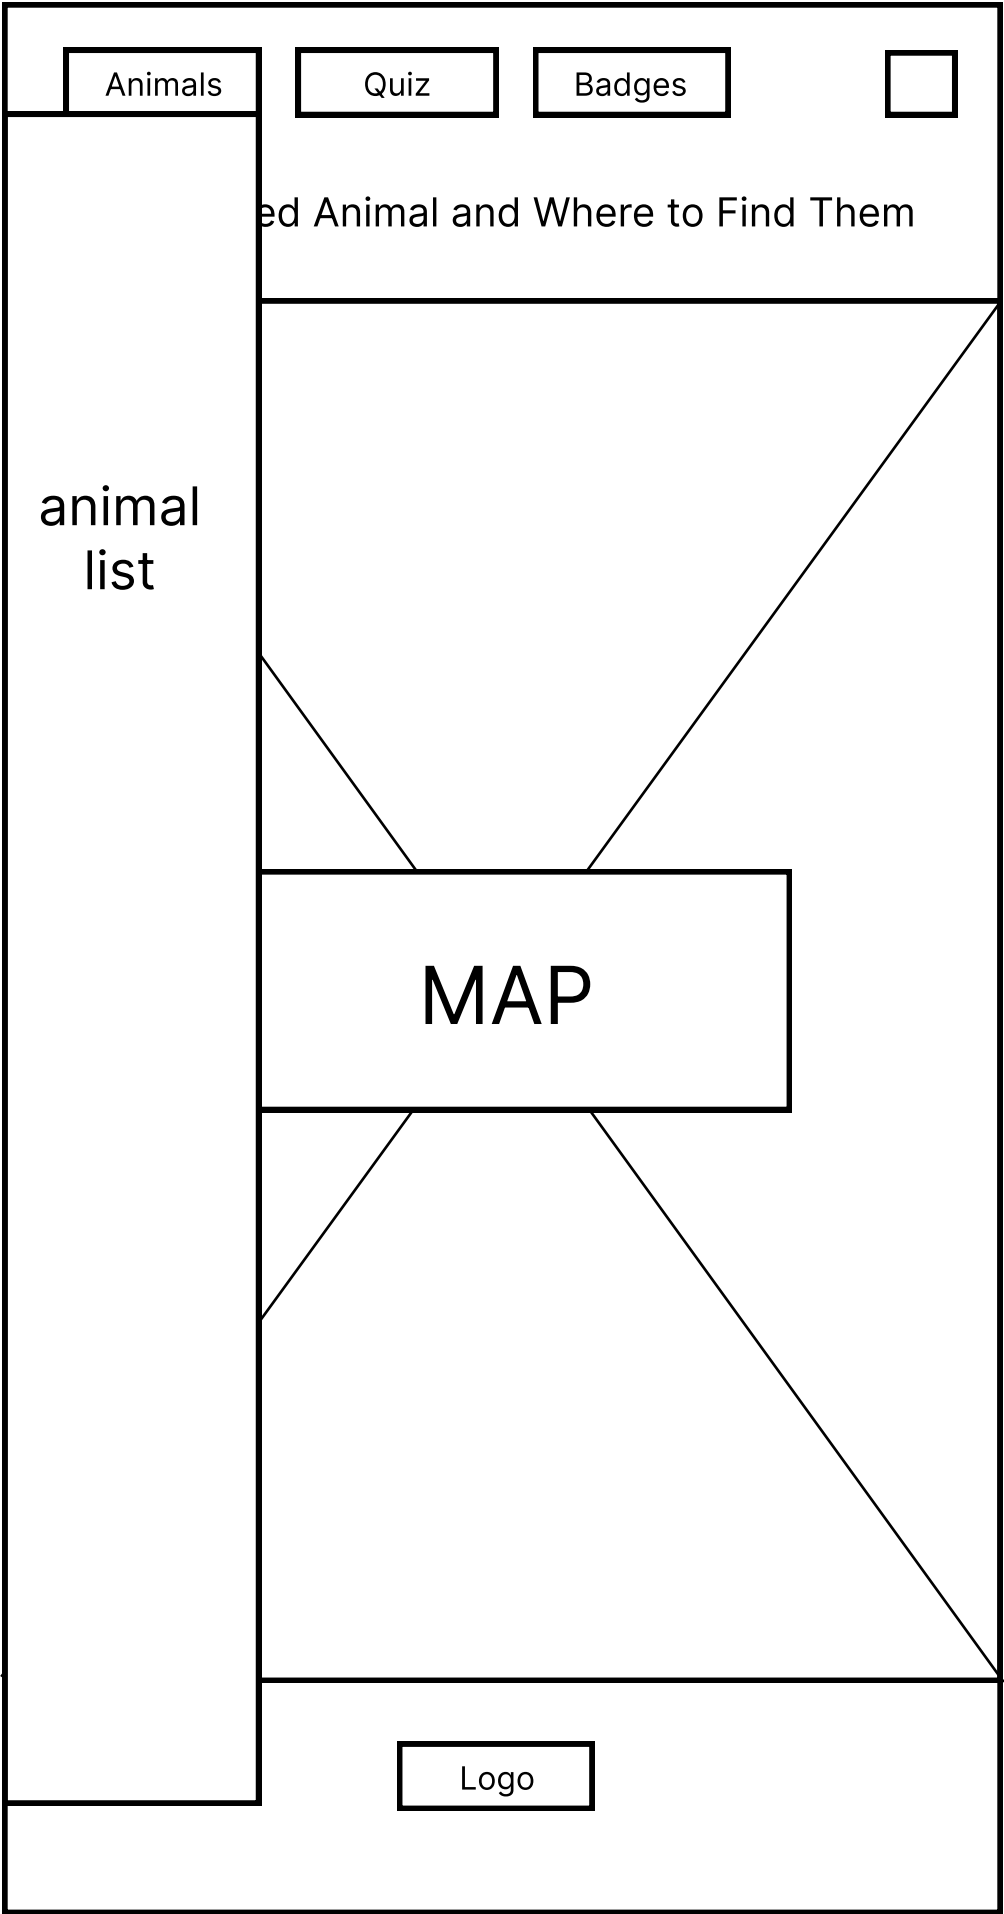 Animals
Quiz
Badges
ed Animal and Where to Find Them
animal
list
MAP
Logo